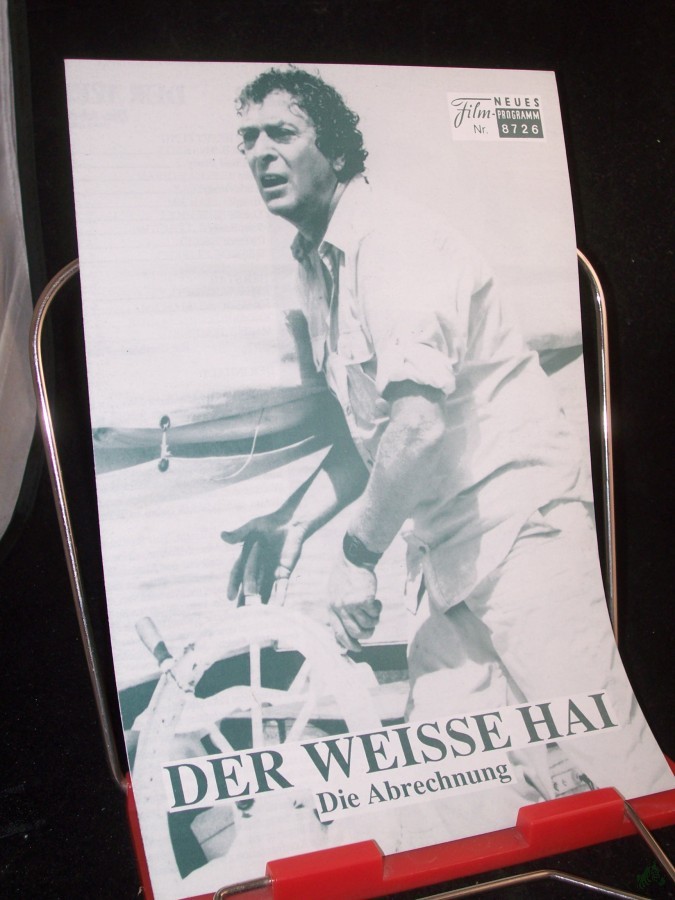 NEUES
Film-PROGRAMM
Nr. 8726
DER WEISSE HAI
Die Abrechnung